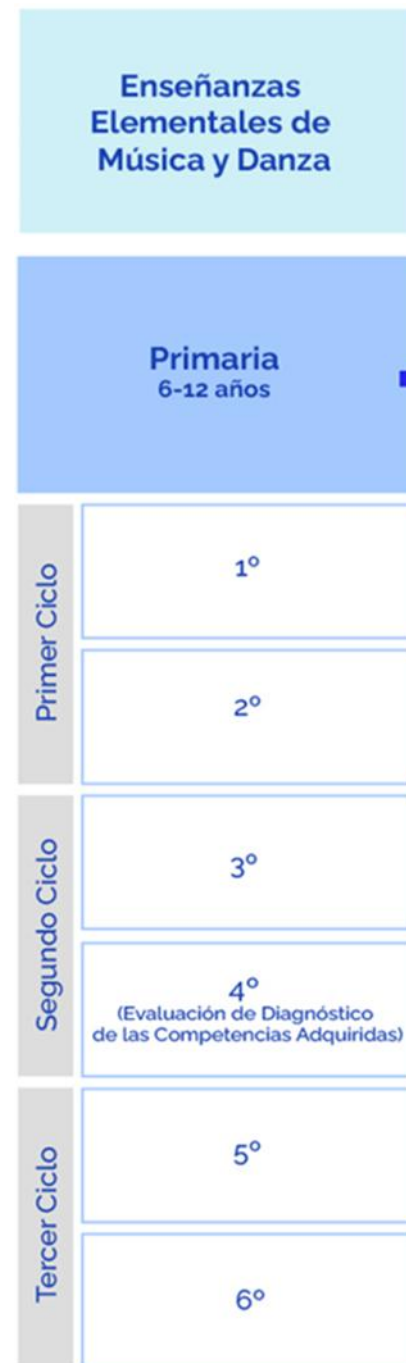 Enseñanzas
Elementales de
Música y Danza
Primaria
6-12 años
Primer Ciclo
1º
2º
Segundo Ciclo
3º
4º
(Evaluación de Diagnóstico
de las Competencias Adquiridas)
Tercer Ciclo
5º
6º